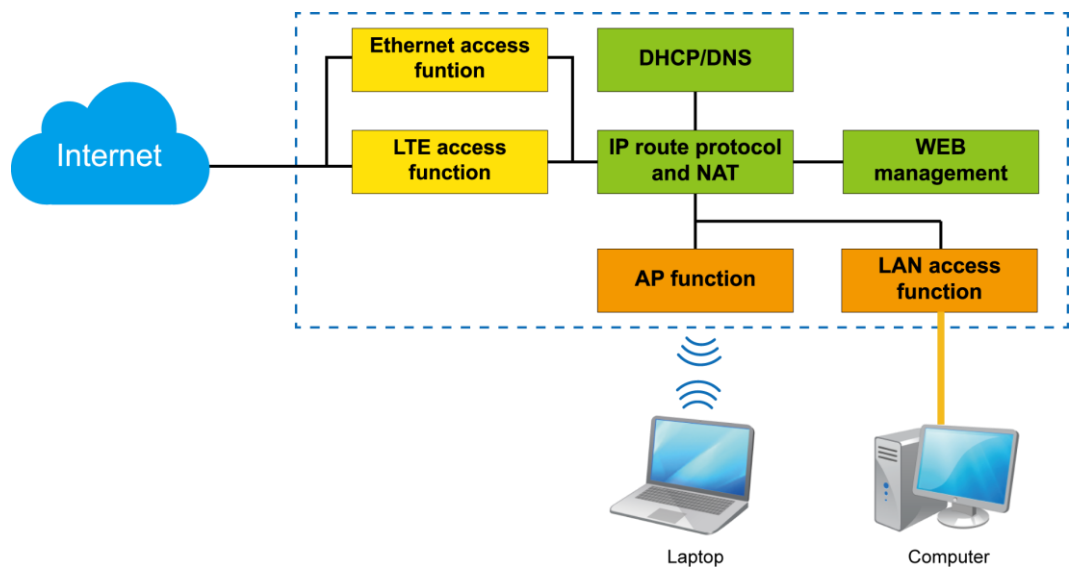 Ethernet access
funtion
DHCP/DNS
Internet
LTE access
function
IP route protocol
and NAT
WEB
management
AP function
LAN access
function
Laptop
Computer